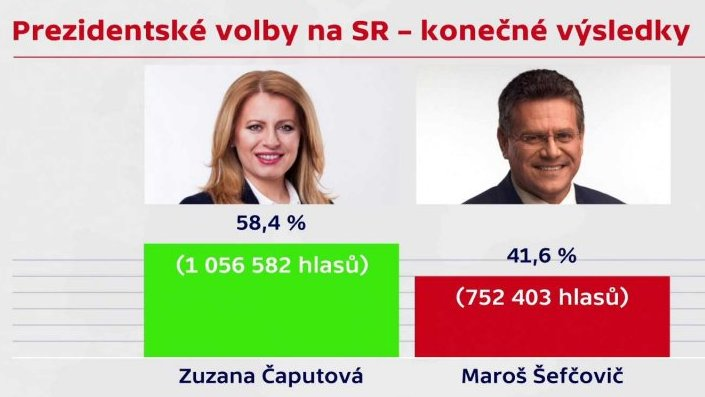 Prezidentské volby na SR – konečné výsledky
58,4 %
(1 056 582 hlasů)
41,6 %
(752 403 hlasů)
Zuzana Čaputová
Maroš Šefčovič